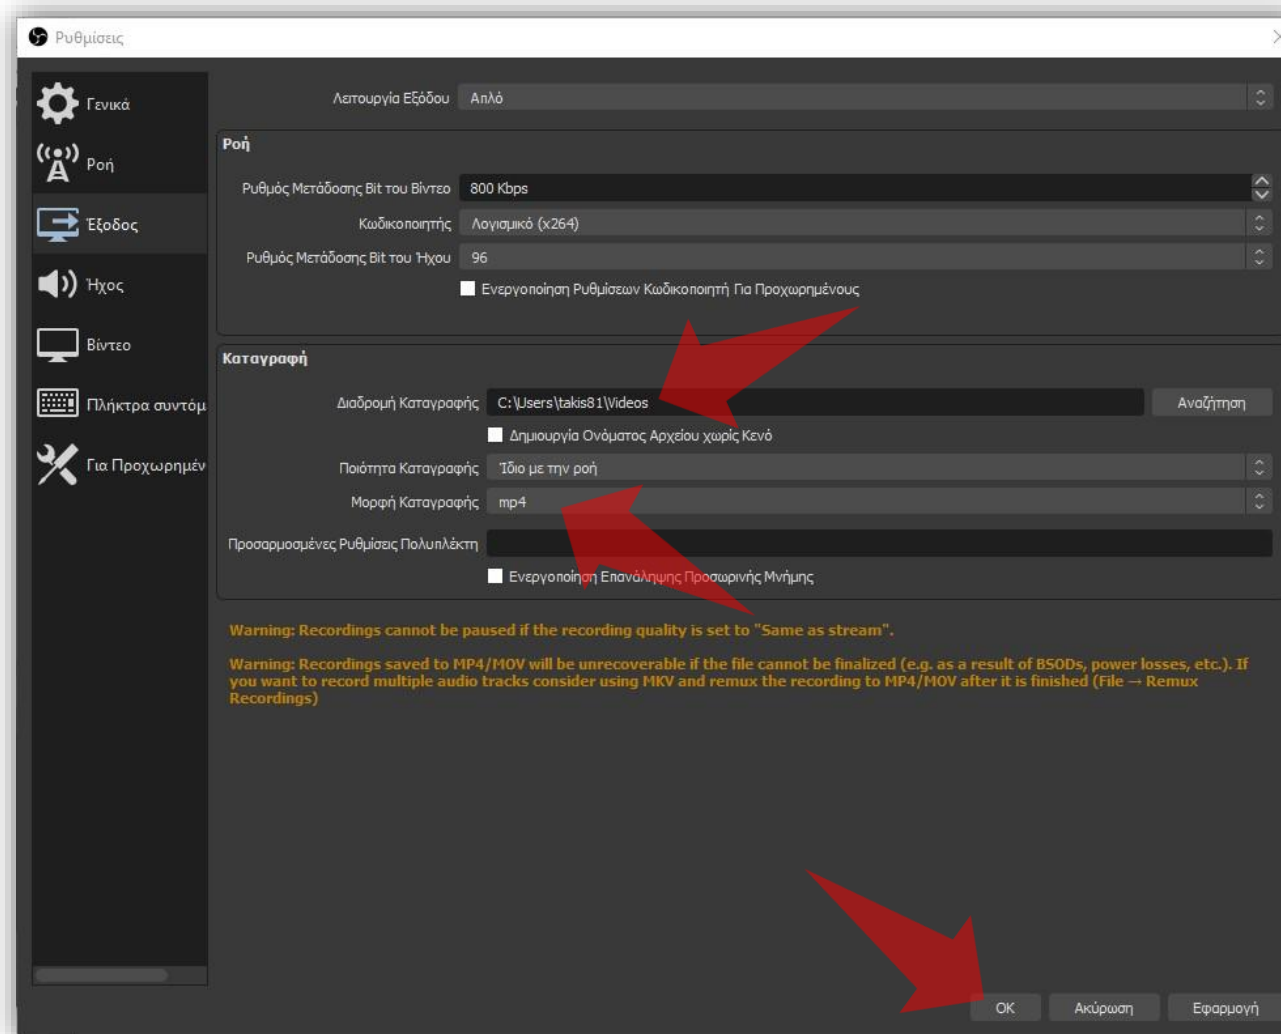 Ρυθμίσεις
Γενικά
Ροή
Έξοδος
Ήχος
Βίντεο
Πλήκτρα συντόμ
Για Προχωρημέν
Λειτουργία Εξόδου Απλό
Ροή
Ρυθμός Μετάδοσης Bit του Βίντεο 800 Kbps
Κωδικοποιητής Λογισμικό (x264)
Ρυθμός Μετάδοσης Bit του Ήχου 96
Ενεργοποίηση Ρυθμίσεων Κωδικοποιητή Για Προχωρημένους
Καταγραφή
Διαδρομή Καταγραφής C:\Users\takis81\Videos Αναζήτηση
Δημιουργία Ονόματος Αρχείου χωρίς Κενό
Ποιότητα Καταγραφής Ίδιο με την ροή
Μορφή Καταγραφής mp4
Προσαρμοσμένες Ρυθμίσεις Πολυπλέκτη
Ενεργοποίηση Επανάληψης Προσωρινής Μνήμης
Warning: Recordings cannot be paused if the recording quality is set to "Same as stream".
Warning: Recordings saved to MP4/MOV will be unrecoverable if the file cannot be finalized (e.g. as a result of BSODs, power losses, etc.). If
you want to record multiple audio tracks consider using MKV and remux the recording to MP4/MOV after it is finished (File → Remux
Recordings)
OK Ακύρωση Εφαρμογή